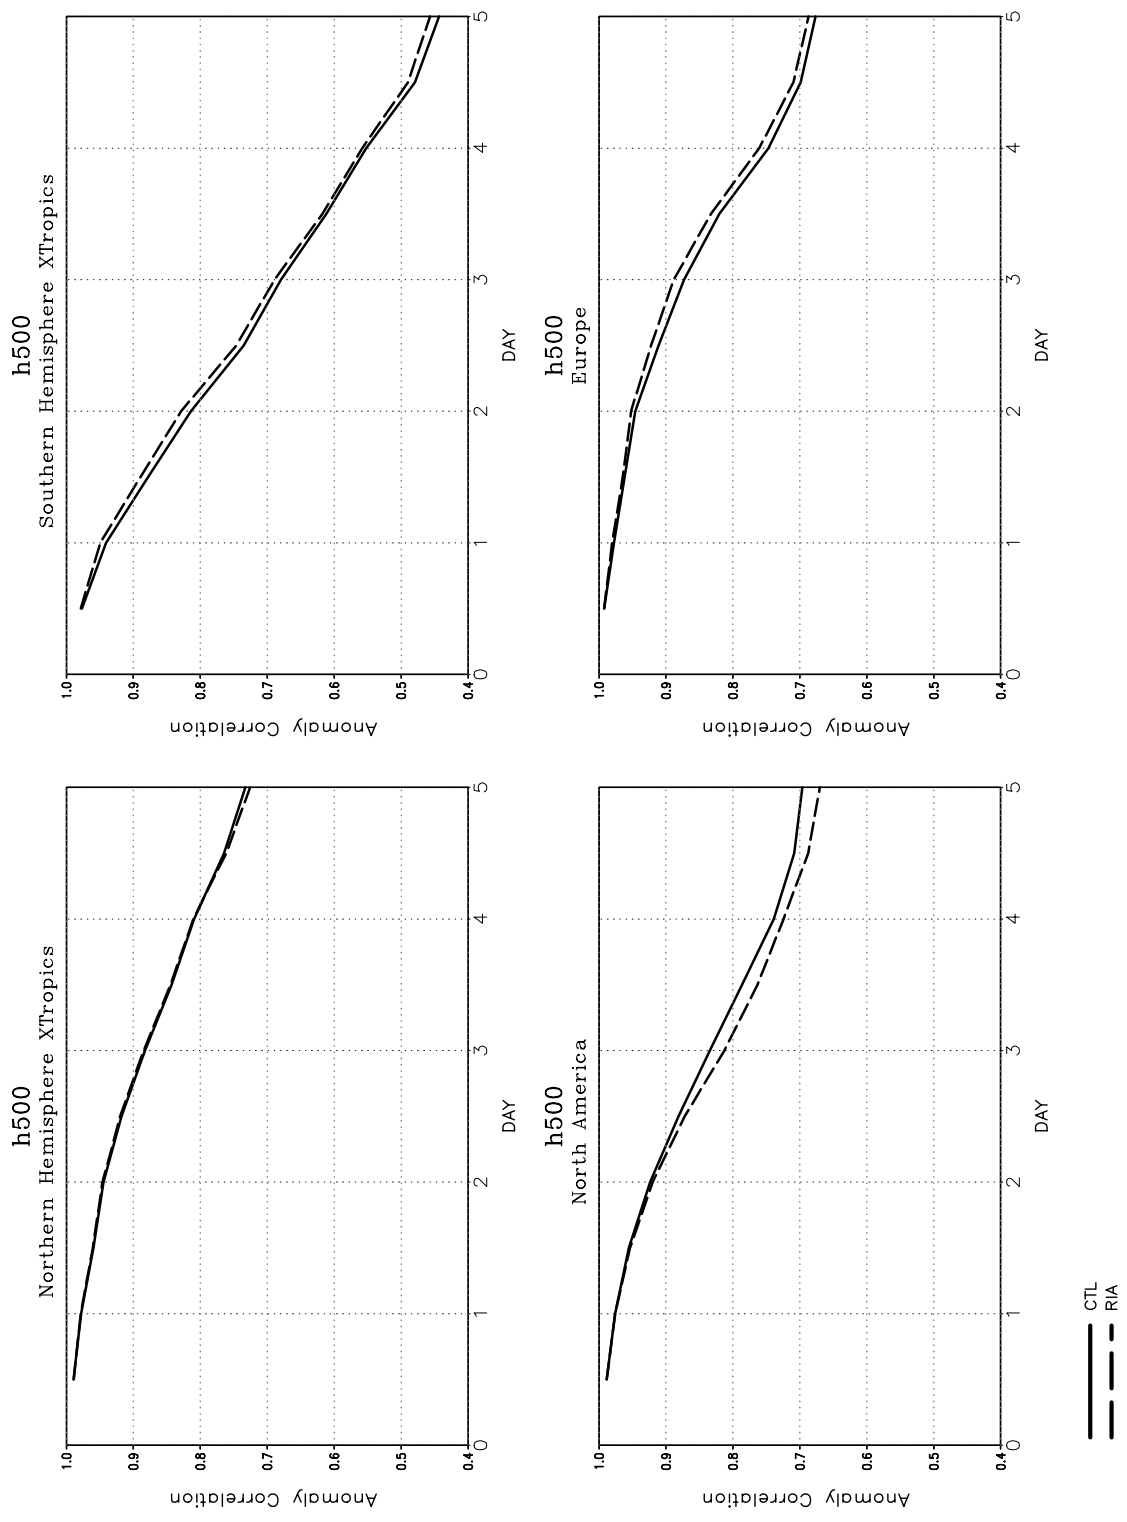 h500
Northern Hemisphere XTropics
Anomaly Correlation
1.0
0.9
0.8
0.7
0.6
0.5
0.4
0 1 2 3 4 5
DAY
h500
Southern Hemisphere XTropics
Anomaly Correlation
1.0
0.9
0.8
0.7
0.6
0.5
0.4
0 1 2 3 4 5
DAY
h500
North America
Anomaly Correlation
1.0
0.9
0.8
0.7
0.6
0.5
0.4
0 1 2 3 4 5
DAY
h500
Europe
Anomaly Correlation
1.0
0.9
0.8
0.7
0.6
0.5
0.4
0 1 2 3 4 5
DAY
CTL
RIA